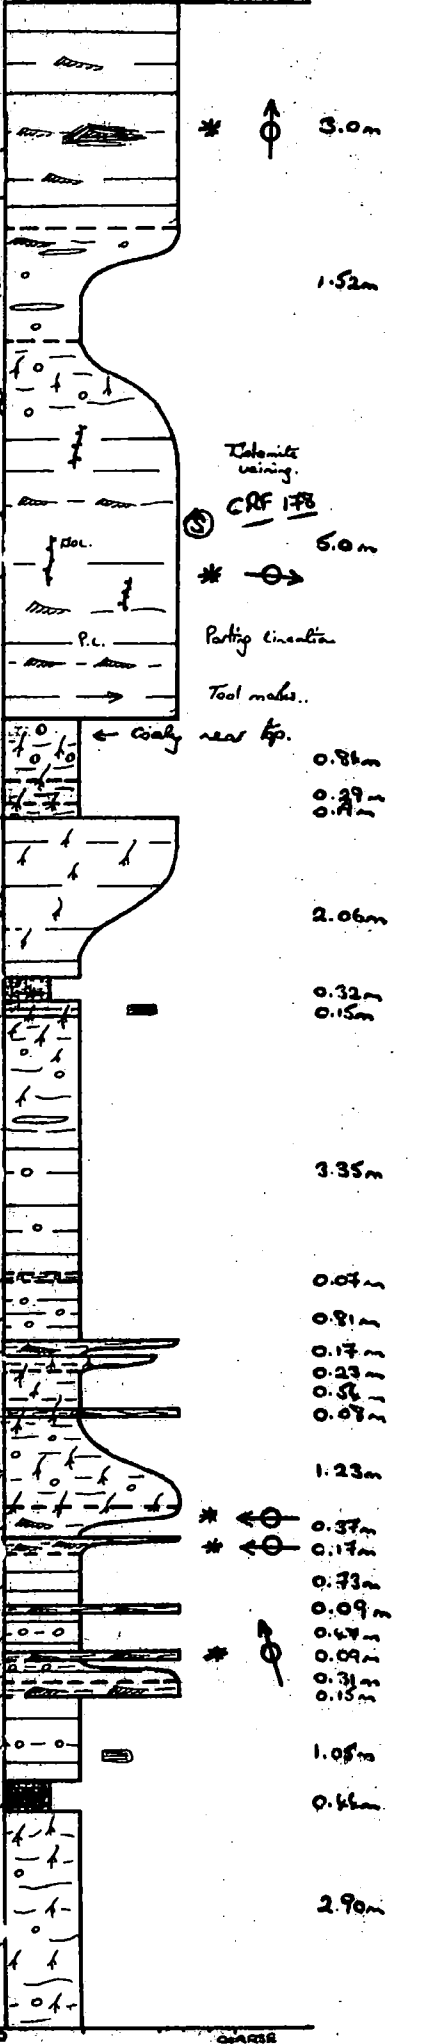 3.0m
1.52m
Dolomite
veining.
CRF 178
S
5.0m
DOL.
P.L.
Parting lineation
Tool marks..
← Coaly near top.
0.86m
0.29m
0.19m
2.06m
0.32m
0.15m
3.35m
0.07m
0.81m
0.17m
0.23m
0.56m
0.08m
1.23m
0.37m
0.17m
0.73m
0.09m
0.47m
0.09m
0.31m
0.15m
1.05m
0.44m
2.90m
COARSE